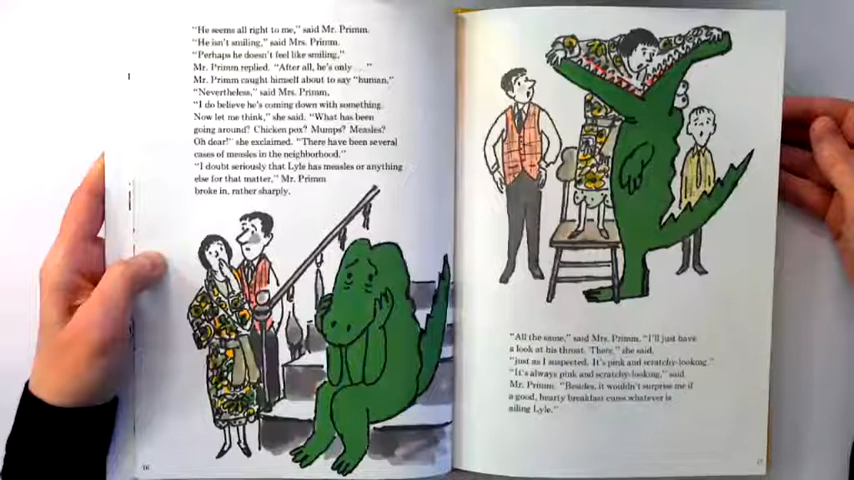 "He seems all right to me," said Mr. Primm.
"He isn't smiling," said Mrs. Primm.
"Perhaps he doesn't feel like smiling,"
Mr. Primm replied. "After all, he's only . . ."
Mr. Primm caught himself about to say "human."
"Nevertheless," said Mrs. Primm,
"I do believe he's coming down with something.
Now let me think," she said. "What has been
going around? Chicken pox? Mumps? Measles?
Oh dear!" she exclaimed. "There have been several
cases of measles in the neighborhood."
"I doubt seriously that Lyle has measles or anything
else for that matter," Mr. Primm
broke in, rather sharply.
16
"All the same," said Mrs. Primm, "I'll just have
a look at his throat. There," she said,
"just as I suspected. It's pink and scratchy-looking."
"It's always pink and scratchy-looking," said
Mr. Primm. "Besides, it wouldn't surprise me if
a good, hearty breakfast cures whatever is
ailing Lyle."
17